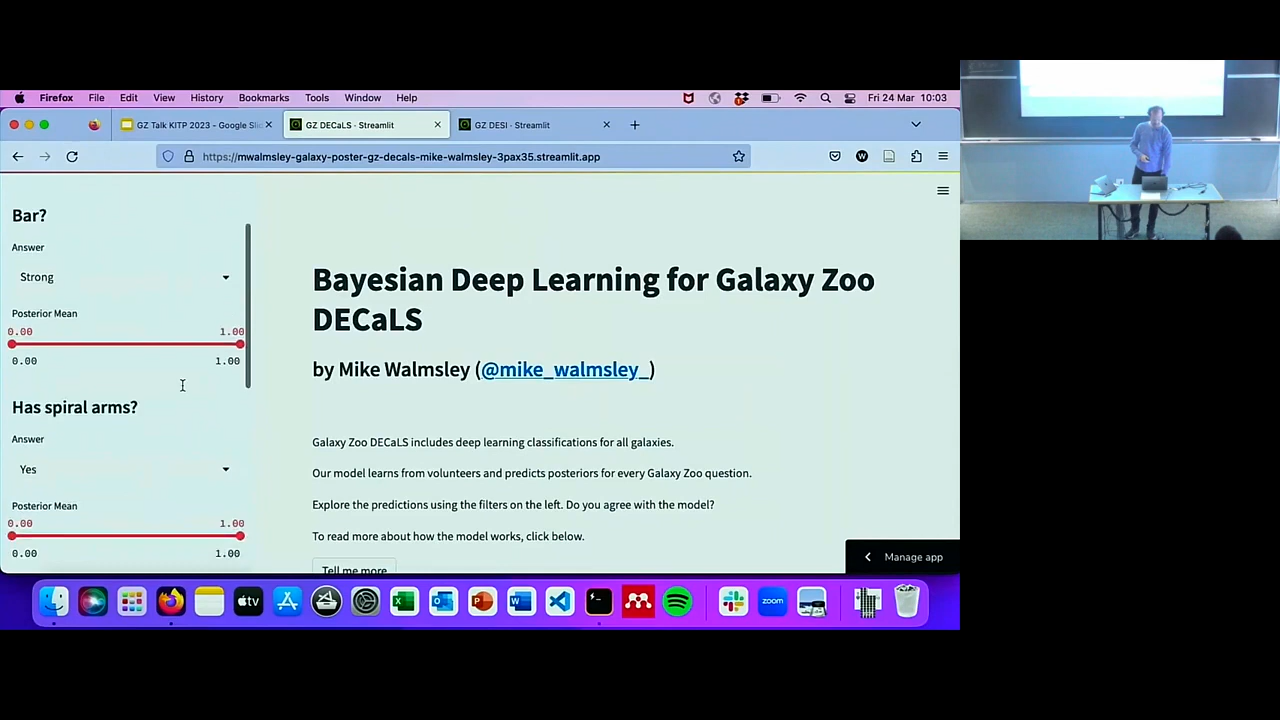 Firefox File Edit View History Bookmarks Tools Window Help Fri 24 Mar 10:03
GZ Talk KITP 2023 - Google Slid
GZ DECaLS · Streamlit
GZ DESI · Streamlit
https://mwalmsley-galaxy-poster-gz-decals-mike-walmsley-3pax35.streamlit.app
Bar?
Answer
Strong
Posterior Mean
0.00 1.00
0.00 1.00
Has spiral arms?
Answer
Yes
Posterior Mean
0.00 1.00
0.00 1.00
Bayesian Deep Learning for Galaxy Zoo
DECaLS
by Mike Walmsley (@mike_walmsley_)
Galaxy Zoo DECaLS includes deep learning classifications for all galaxies.
Our model learns from volunteers and predicts posteriors for every Galaxy Zoo question.
Explore the predictions using the filters on the left. Do you agree with the model?
To read more about how the model works, click below.
Tell me more
Manage app
tv
zoom